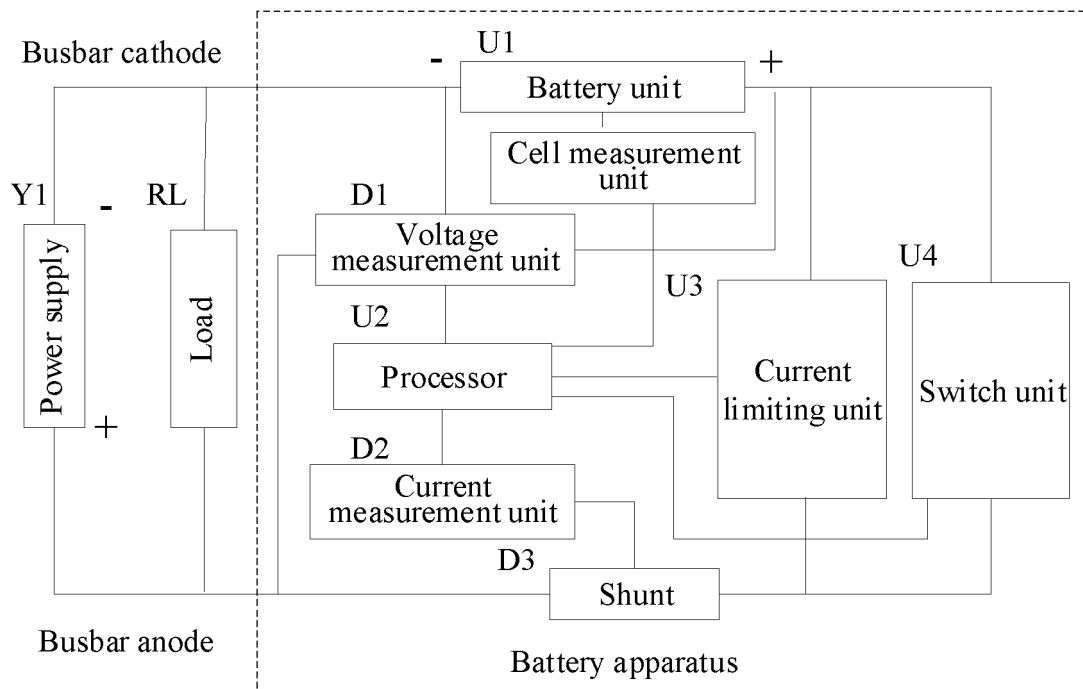 Busbar cathode
U1
-
+
Battery unit
Cell measurement
unit
Y1
-
RL
D1
Voltage
measurement unit
U3
U4
Power supply
Load
U2
Processor
Current
limiting unit
Switch unit
+
D2
Current
measurement unit
D3
Shunt
Busbar anode
Battery apparatus